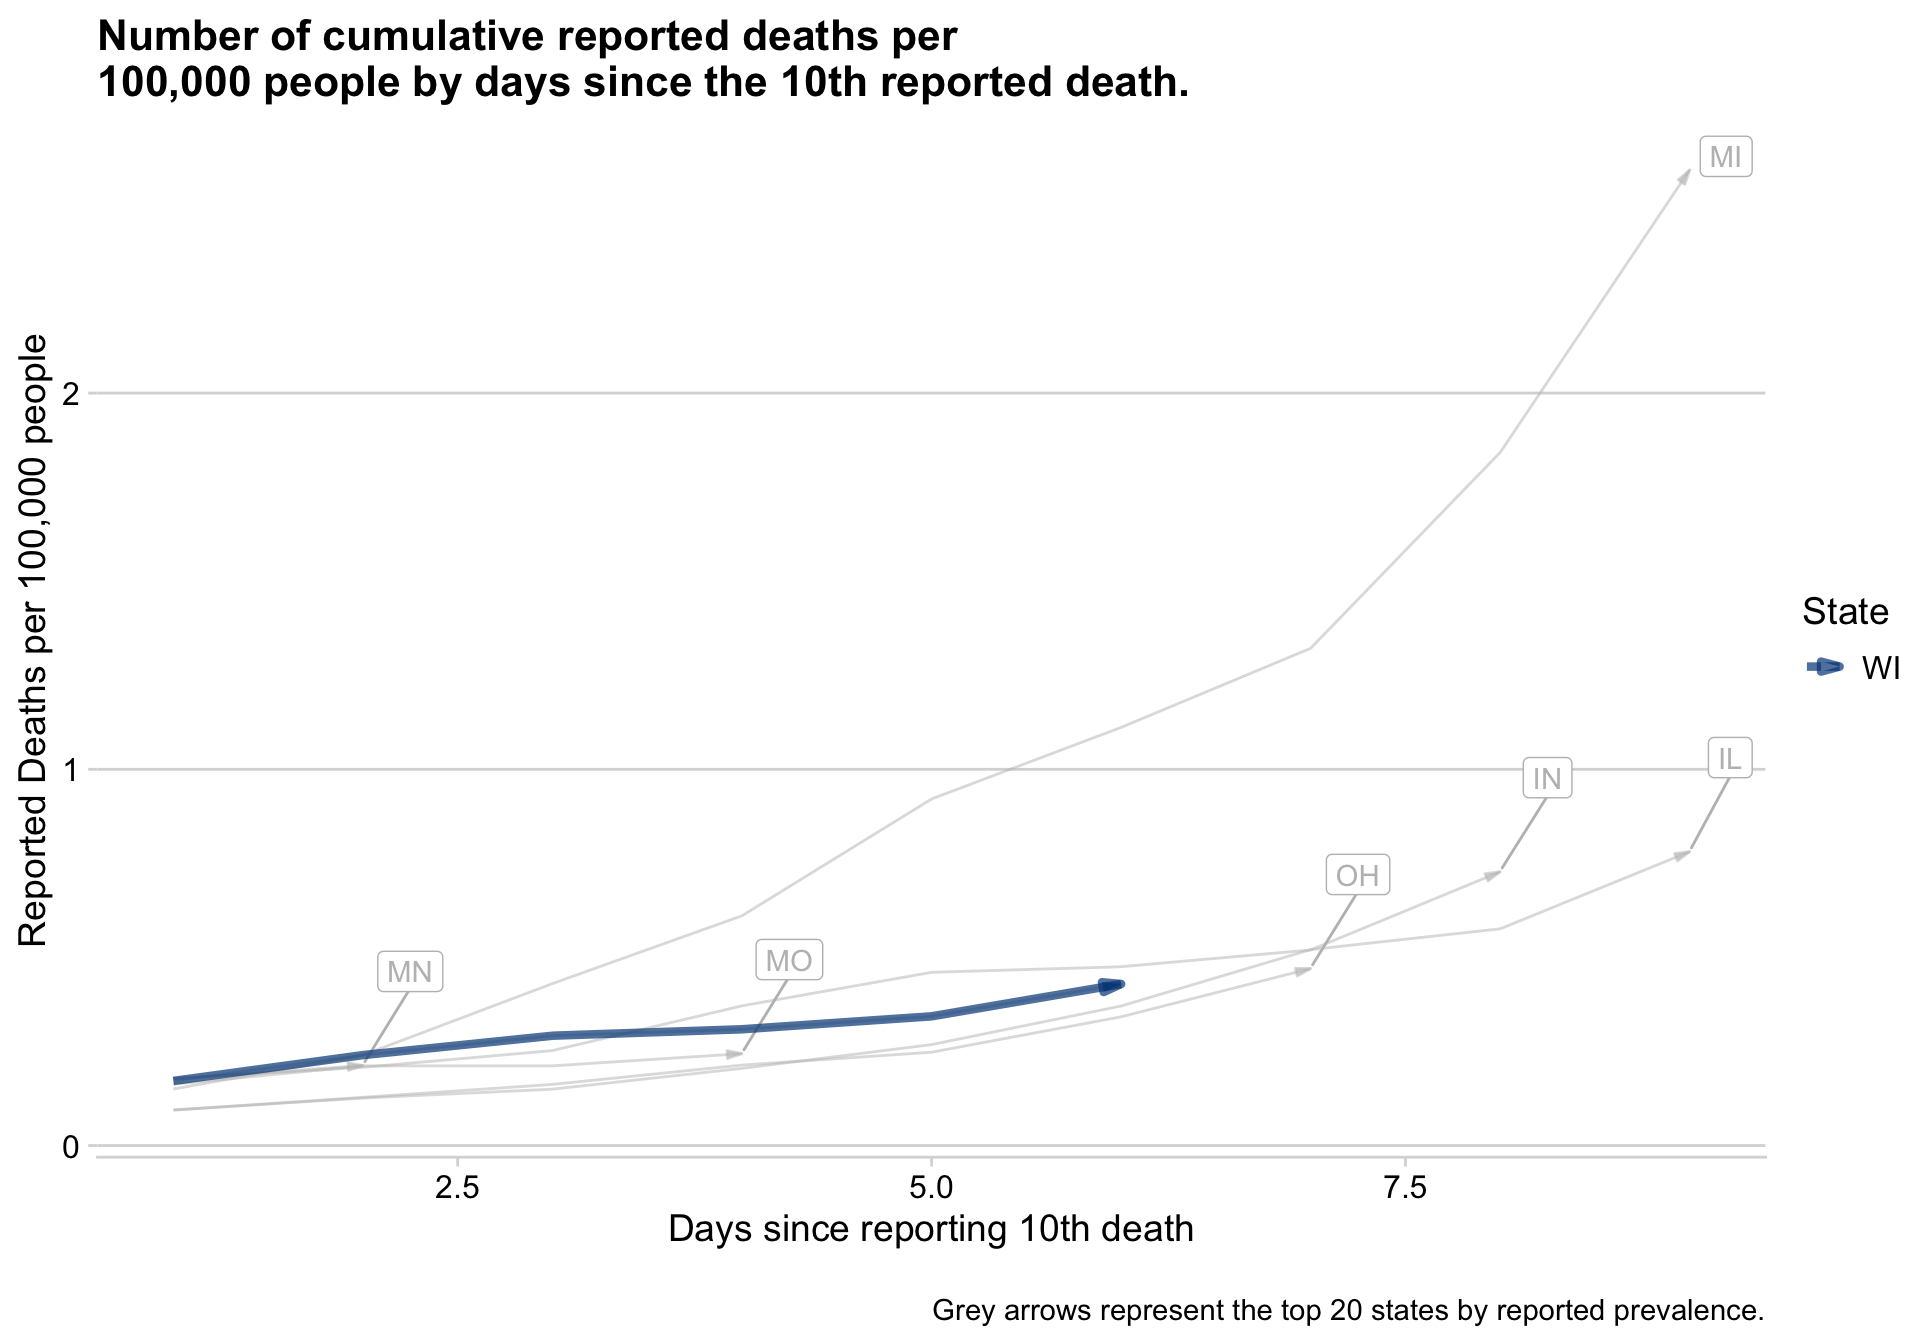 Number of cumulative reported deaths per
100,000 people by days since the 10th reported death.
Reported Deaths per 100,000 people
2
1
0
MI
IL
IN
OH
MO
MN
State
WI
2.5 5.0 7.5
Days since reporting 10th death
Grey arrows represent the top 20 states by reported prevalence.